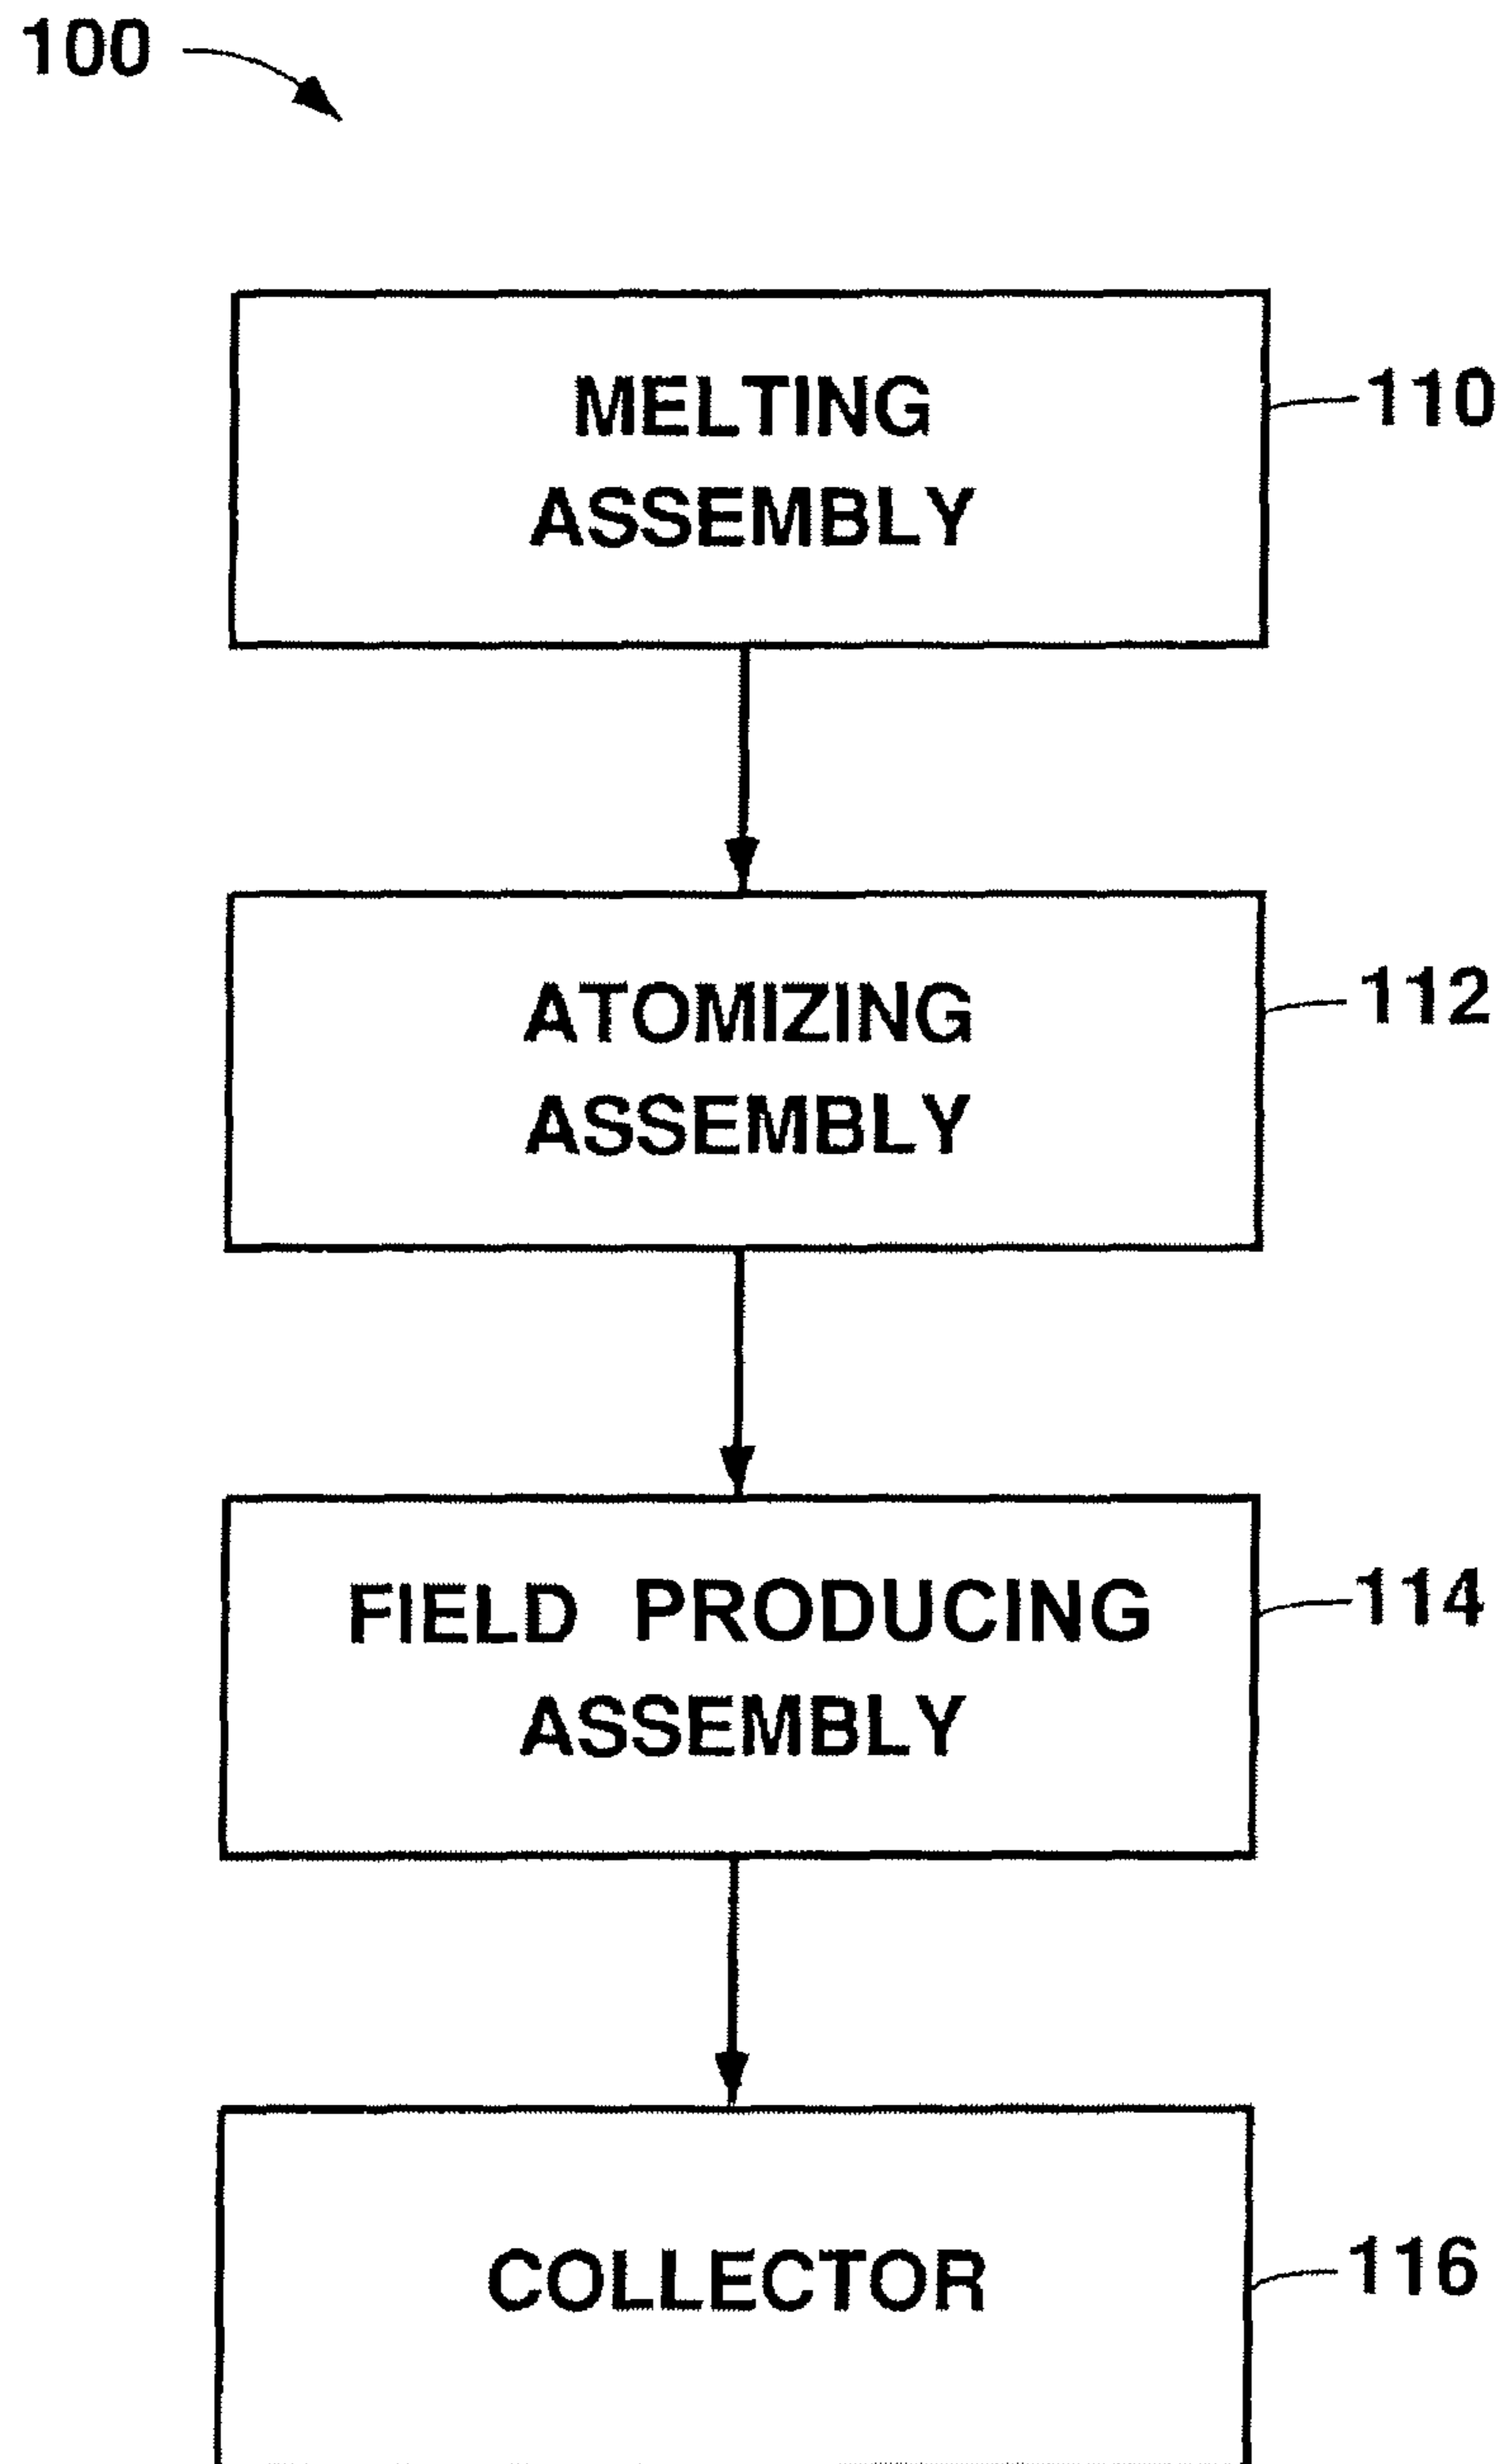 100
MELTING
ASSEMBLY
110
ATOMIZING
ASSEMBLY
112
FIELD PRODUCING
ASSEMBLY
114
COLLECTOR
116